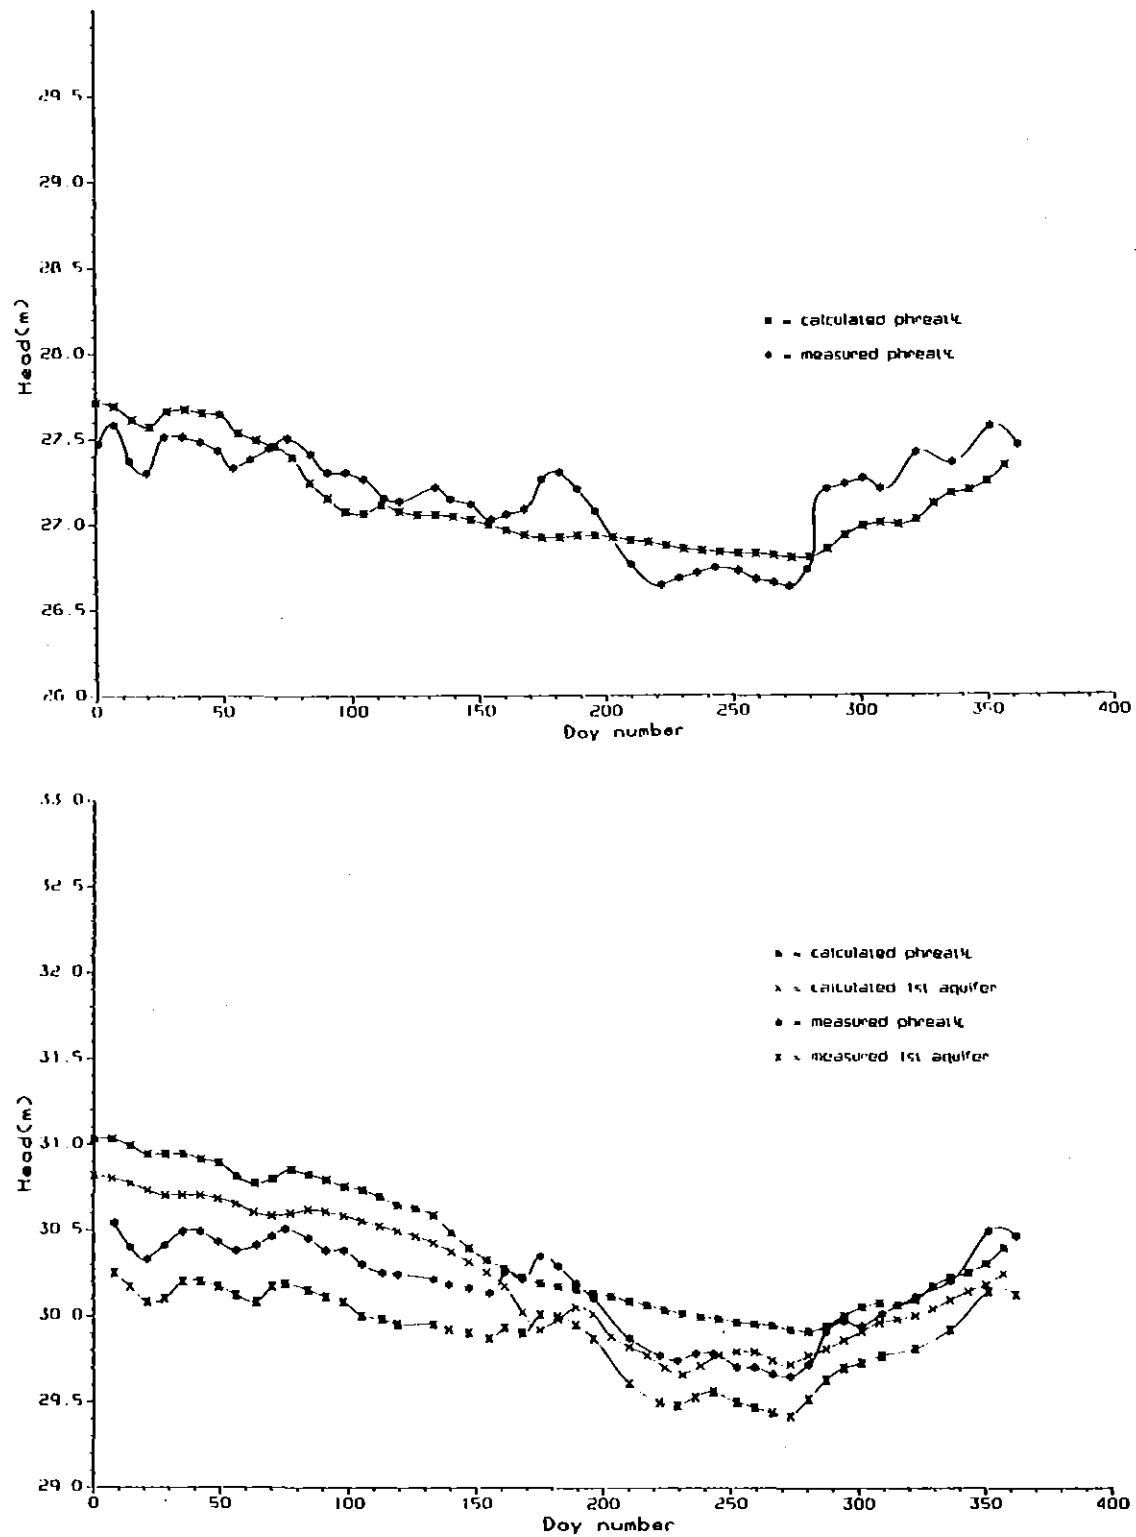 29.5
29.0
28.5
28.0
27.5
27.0
26.5
26.0
Head(m)
calculated phreatic
measured phreatic
0 50 100 150 200 250 300 350 400
Day number
33.0
32.5
32.0
31.5
31.0
30.5
30.0
29.5
29.0
Head(m)
calculated phreatic
calculated 1st aquifer
measured phreatic
measured 1st aquifer
0 50 100 150 200 250 300 350 400
Day number